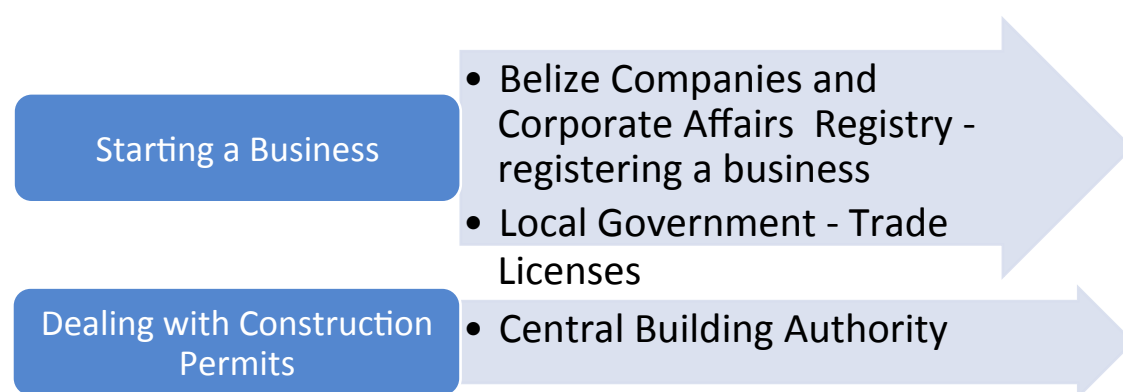 Starting a Business
• Belize Companies and
Corporate Affairs Registry -
registering a business
• Local Government - Trade
Licenses
Dealing with Construction
Permits
• Central Building Authority